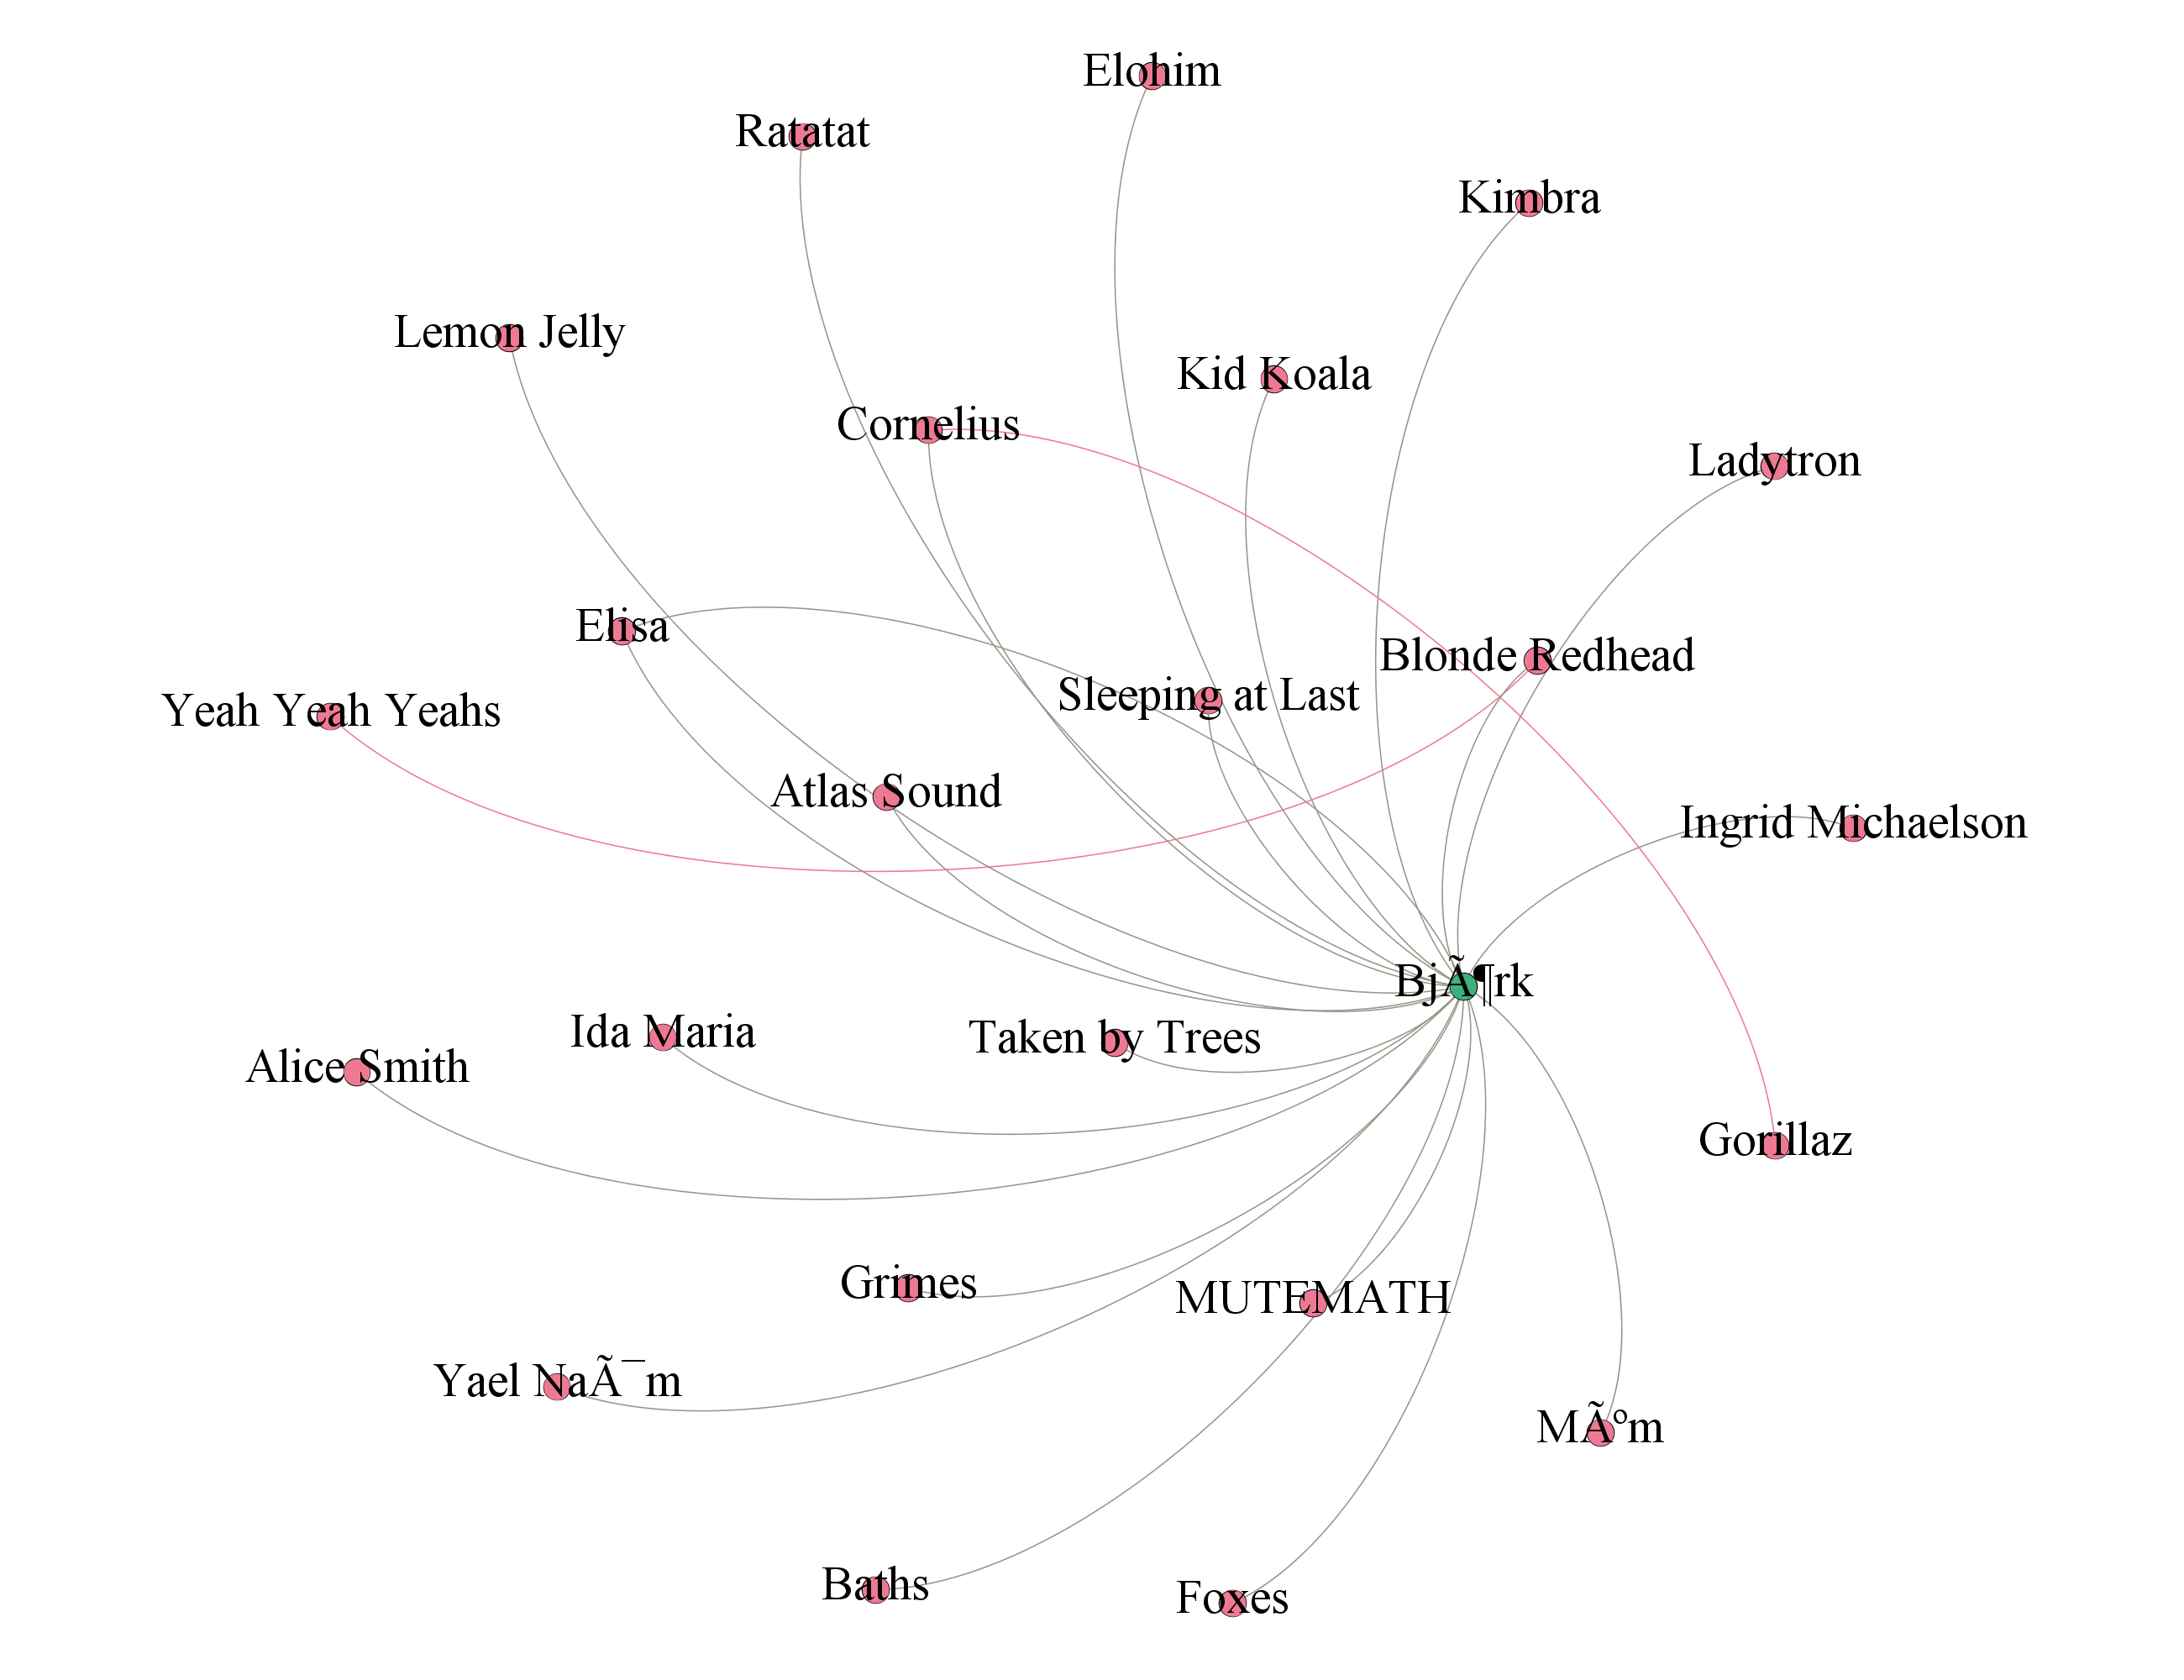 Elohim
Ratatat
Kimbra
Lemon Jelly
Kid Koala
Cornelius
Ladytron
Elisa
Blonde Redhead
Sleeping at Last
Yeah Yeah Yeahs
Atlas Sound
Ingrid Michaelson
BjÃ¶rk
Ida Maria
Taken by Trees
Alice Smith
Gorillaz
Grimes
MUTEMATH
Yael NaÃ¯m
MÃºm
Baths
Foxes